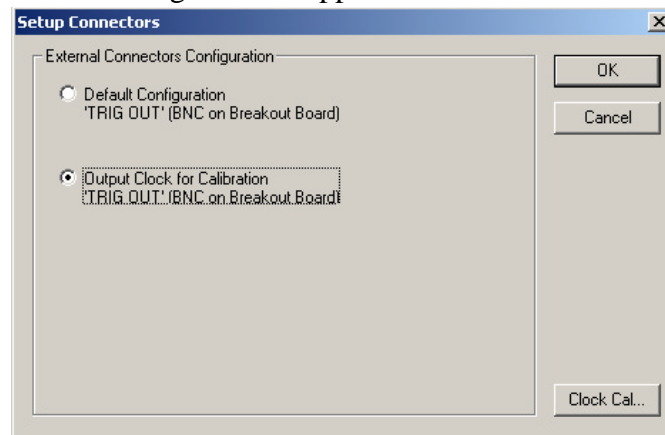 Setup Connectors
External Connectors Configuration
OK
Default Configuration
'TRIG OUT' (BNC on Breakout Board)
Cancel
Output Clock for Calibration
'TRIG OUT' (BNC on Breakout Board)
Clock Cal...